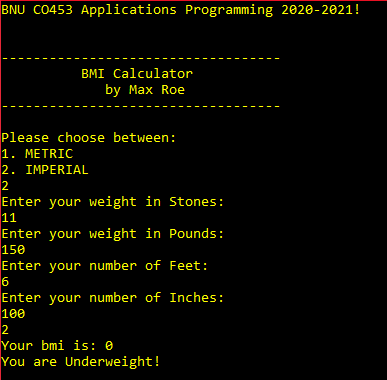 BNU CO453 Applications Programming 2020-2021!
-----------------------------------
BMI Calculator
by Max Roe
-----------------------------------
Please choose between:
1. METRIC
2. IMPERIAL
2
Enter your weight in Stones:
11
Enter your weight in Pounds:
150
Enter your number of Feet:
6
Enter your number of Inches:
100
2
Your bmi is: 0
You are Underweight!